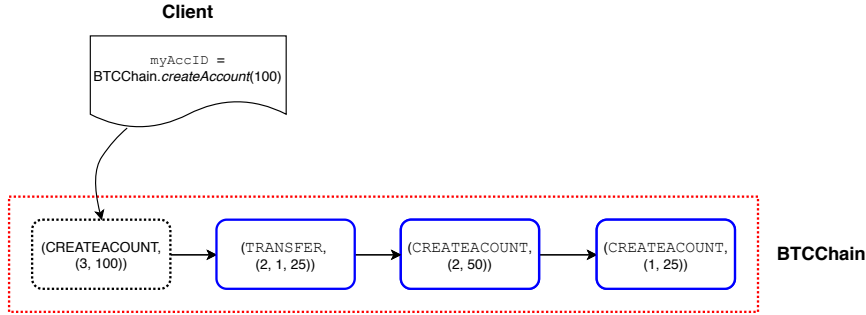 Client
myAccID =
BTCChain.createAccount(100)
(CREATEACOUNT,
(3, 100))
(TRANSFER,
(2, 1, 25))
(CREATEACOUNT,
(2, 50))
(CREATEACOUNT,
(1, 25))
BTCChain